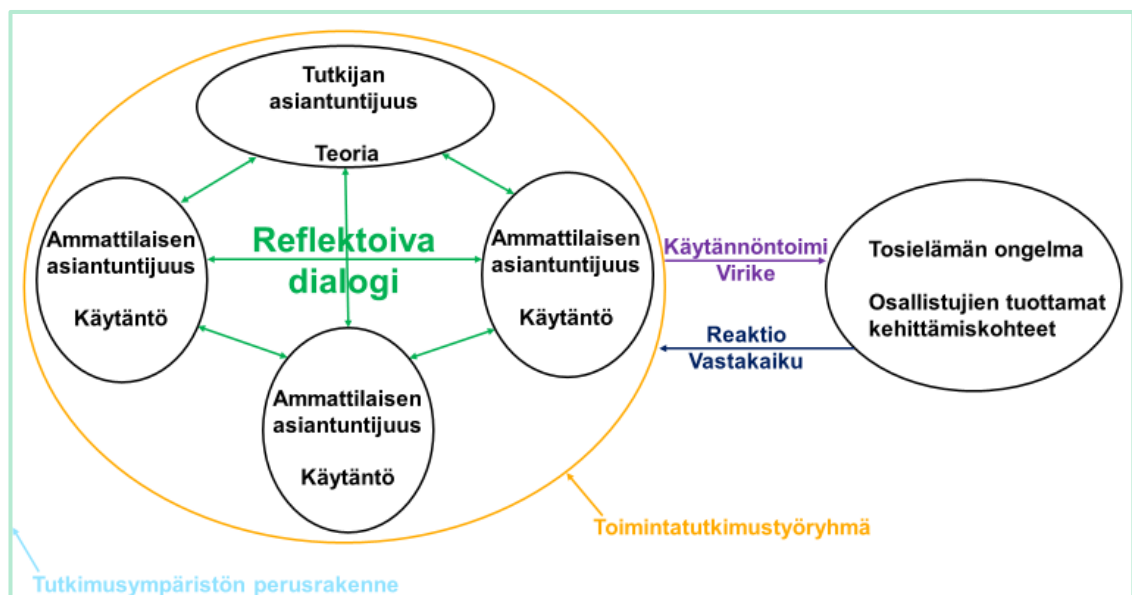 Tutkijan
asiantuntijuus
Teoria
Ammattilaisen
asiantuntijuus
Käytäntö
Reflektoiva
dialogi
Ammattilaisen
asiantuntijuus
Käytäntö
Ammattilaisen
asiantuntijuus
Käytäntö
Käytännöntoimi
Virike
Reaktio
Vastakaiku
Tosielämän ongelma
Osallistujien tuottamat
kehittämiskohteet
Toimintatutkimustyöryhmä
Tutkimusympäristön perusrakenne